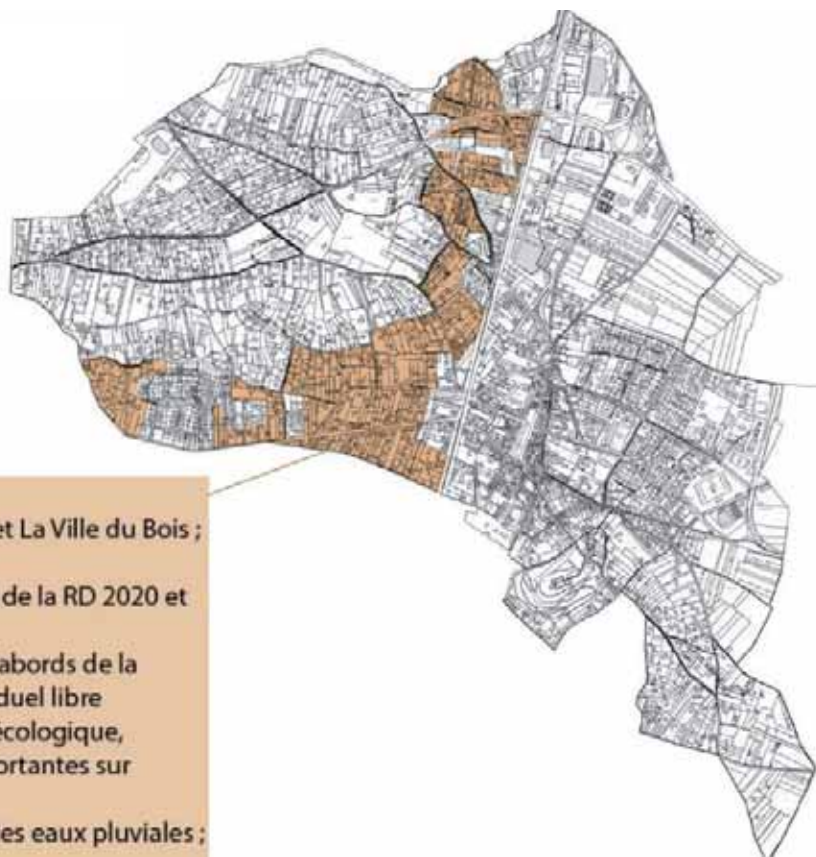 et La Ville du Bois ;
de la RD 2020 et
abords de la
duel libre
écologique,
ortantes sur
es eaux pluviales ;